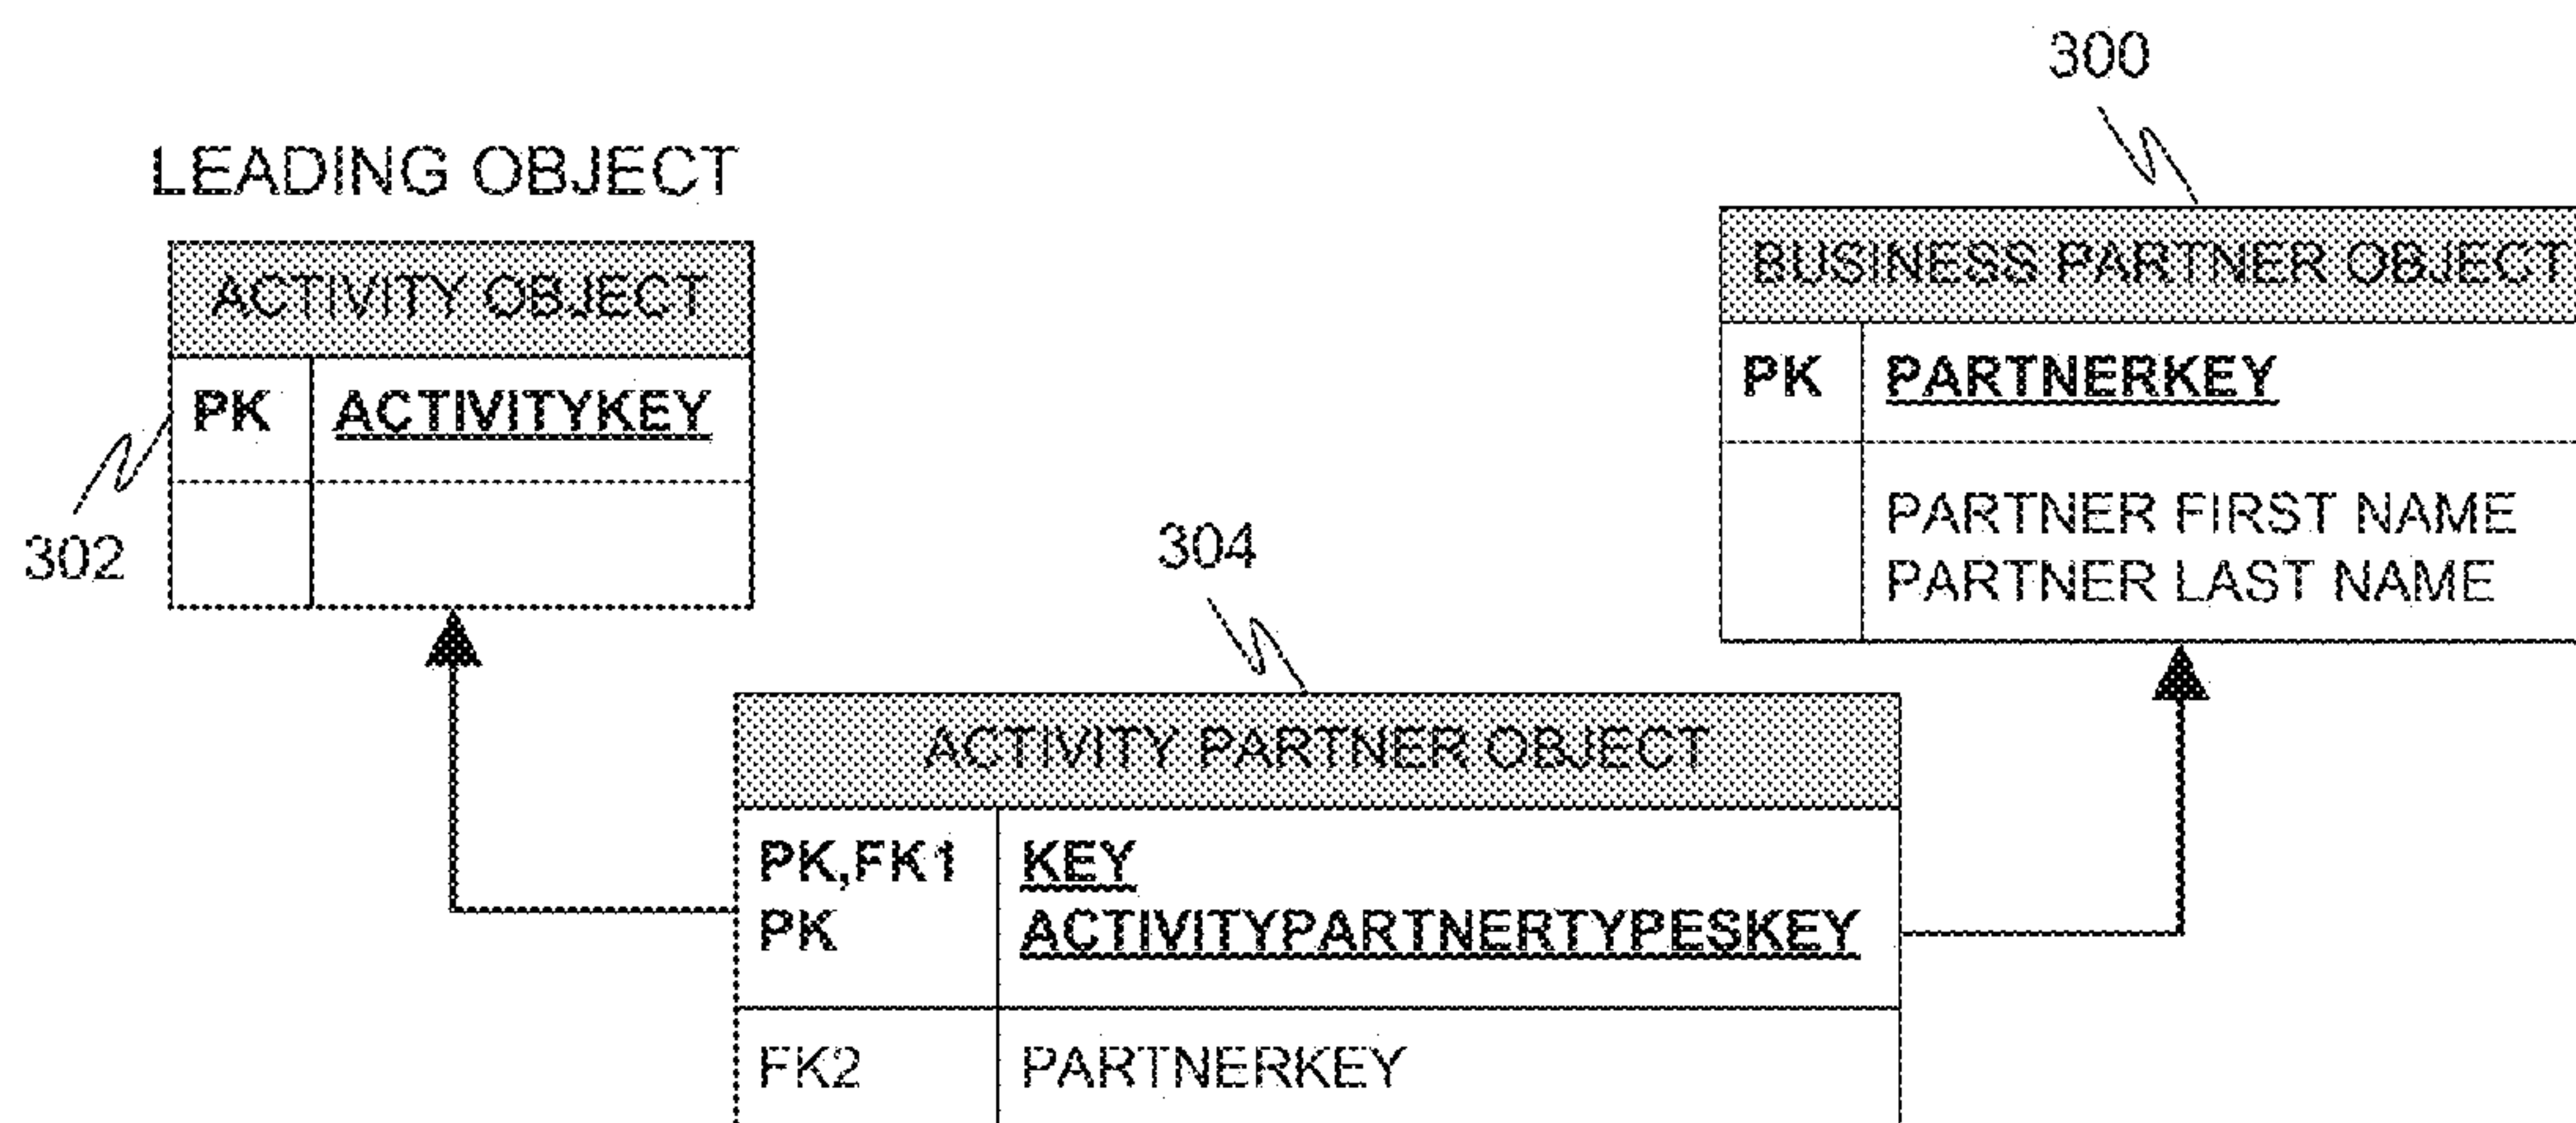 300
LEADING OBJECT
ACTIVITY OBJECT
PK ACTIVITYKEY
302
BUSINESS PARTNER OBJECT
PK PARTNERKEY
PARTNER FIRST NAME
PARTNER LAST NAME
304
ACTIVITY PARTNER OBJECT
PK,FK1 KEY
PK ACTIVITYPARTNERTYPESKEY
FK2 PARTNERKEY